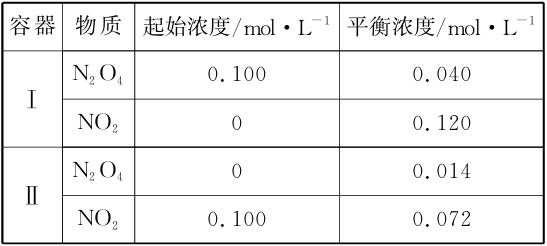 容器 物质 起始浓度/mol·L⁻¹ 平衡浓度/mol·L⁻¹
Ⅰ N₂O₄ 0.100 0.040
NO₂ 0 0.120
Ⅱ N₂O₄ 0 0.014
NO₂ 0.100 0.072